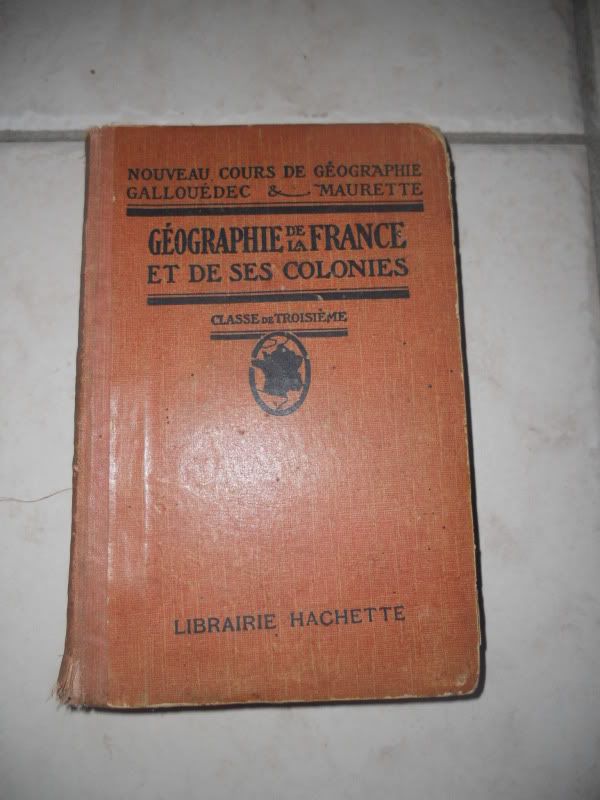 NOUVEAU COURS DE GÉOGRAPHIE
GALLOUÉDEC & MAURETTE
GÉOGRAPHIE DE LA FRANCE
ET DE SES COLONIES
CLASSE DE TROISIÈME
LIBRAIRIE HACHETTE